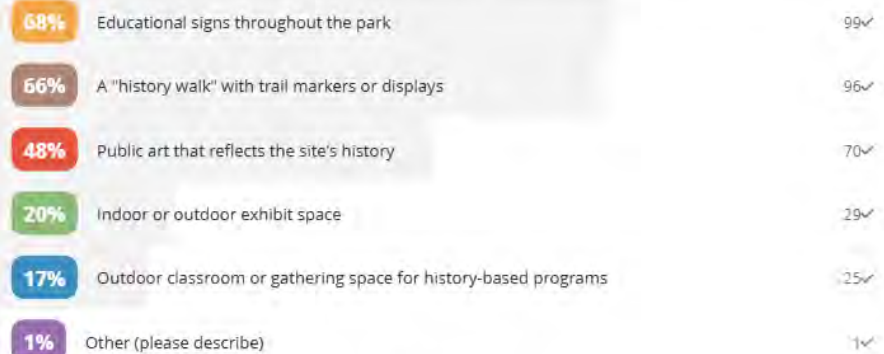 68% Educational signs throughout the park 99✓
66% A "history walk" with trail markers or displays 96✓
48% Public art that reflects the site's history 70✓
20% Indoor or outdoor exhibit space 29✓
17% Outdoor classroom or gathering space for history-based programs 25✓
1% Other (please describe) 1✓